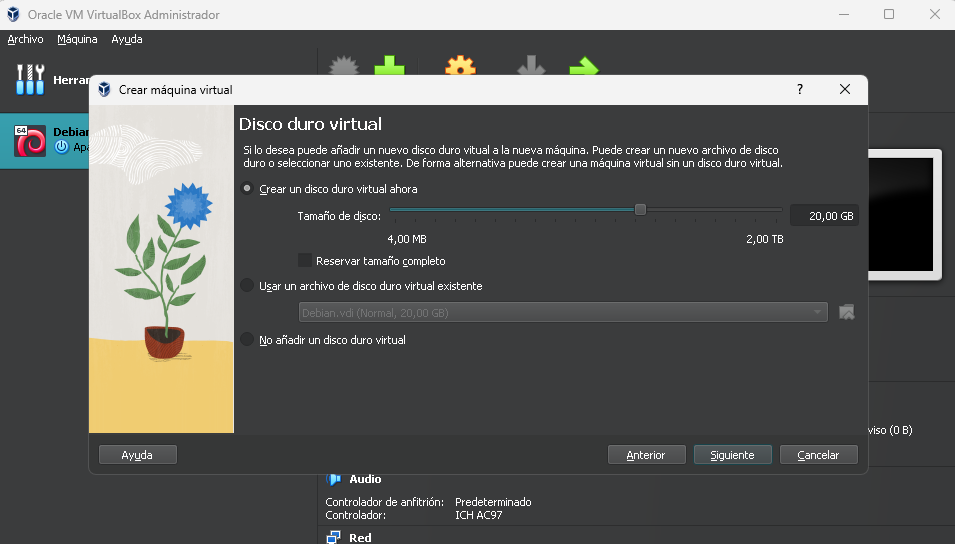 Oracle VM VirtualBox Administrador
Archivo Máquina Ayuda
Herrar
Crear máquina virtual
?
64
Debian
Apa
Disco duro virtual
Si lo desea puede añadir un nuevo disco duro vitual a la nueva máquina. Puede crear un nuevo archivo de disco
duro o seleccionar uno existente. De forma alternativa puede crear una máquina virtual sin un disco duro virtual.
Crear un disco duro virtual ahora
Tamaño de disco:
20,00 GB
4,00 MB 2,00 TB
Reservar tamaño completo
Usar un archivo de disco duro virtual existente
Debian.vdi (Normal, 20,00 GB)
No añadir un disco duro virtual
viso (0 B)
Ayuda Anterior Siguiente Cancelar
Audio
Controlador de anfitrión: Predeterminado
Controlador: ICH AC97
Red